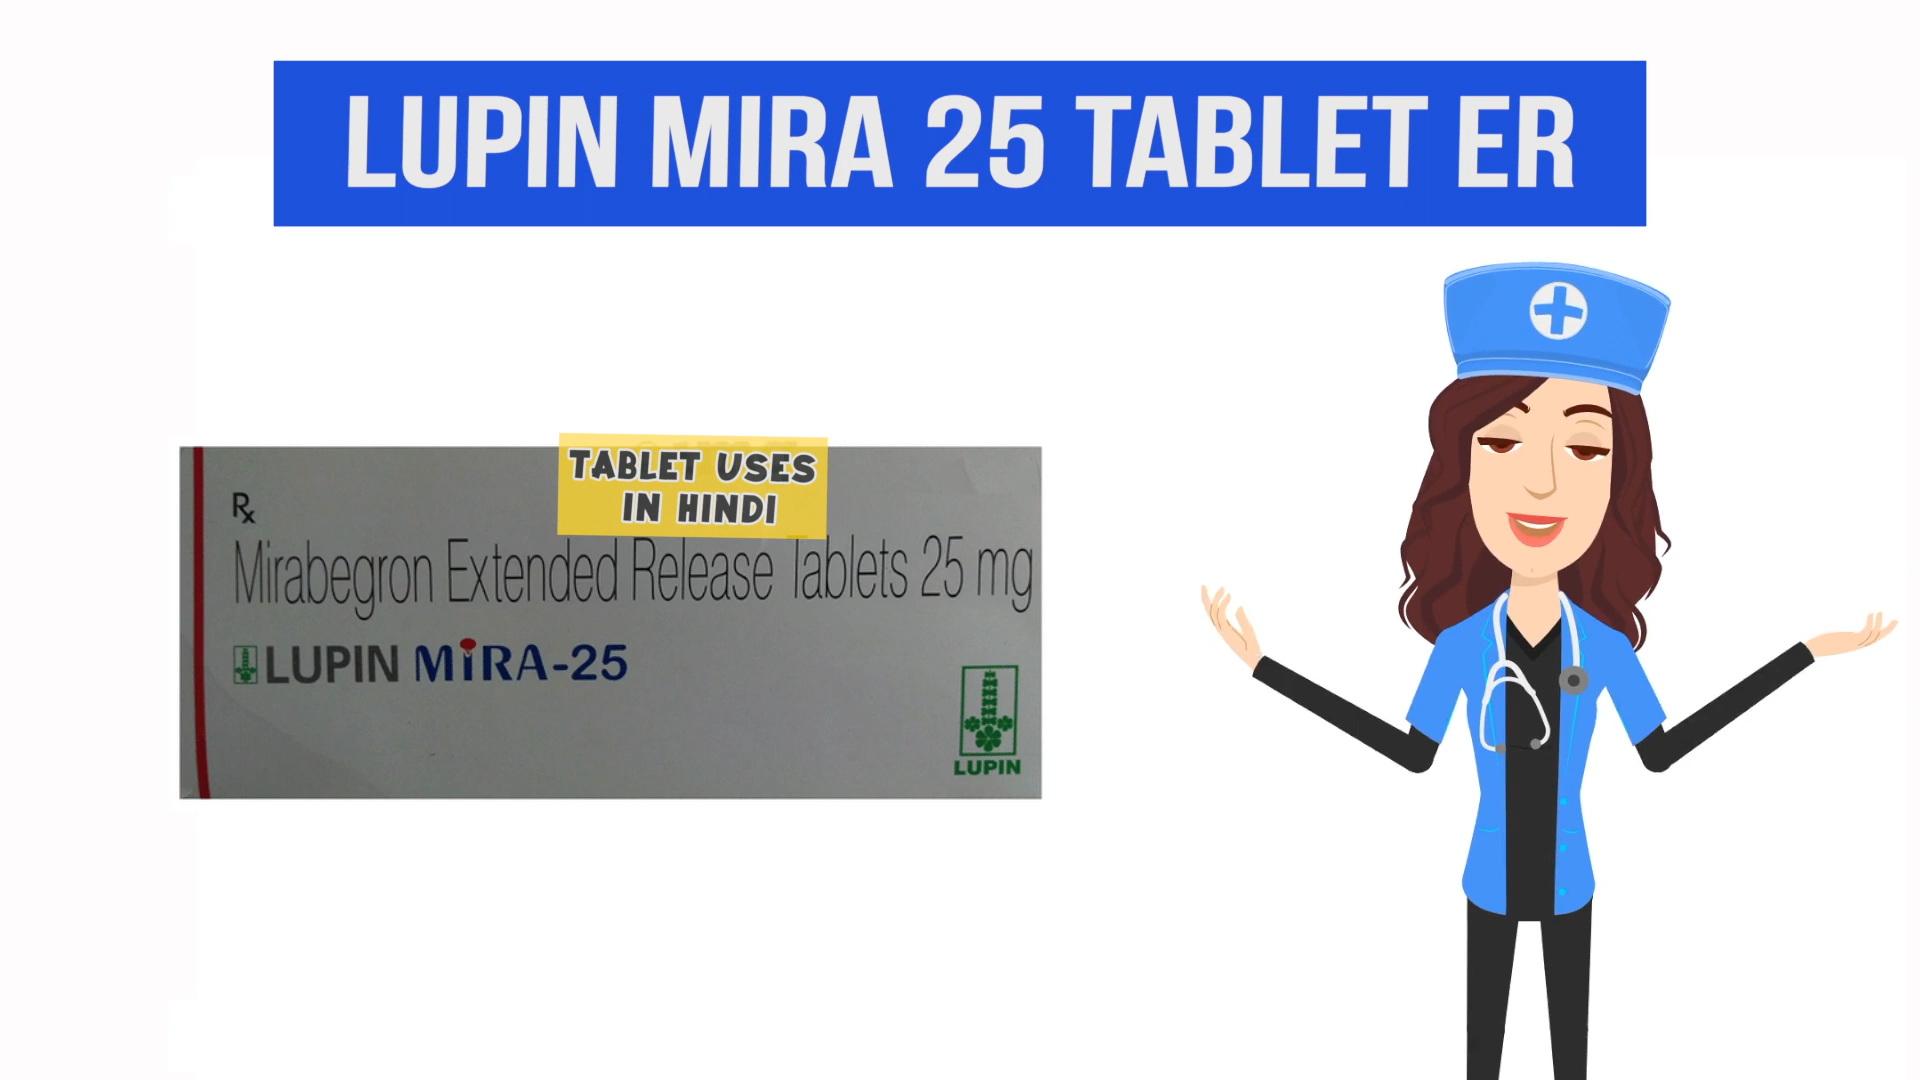 LUPIN MIRA 25 TABLET ER
TABLET USES
IN HINDI
Rx
Mirabegron Extended Release Tablets 25 mg
LUPIN MIRA-25
LUPIN